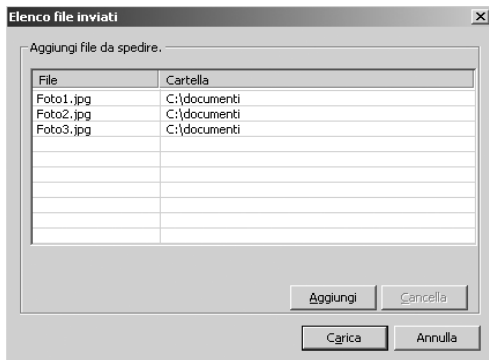 Elenco file inviati
Aggiungi file da spedire.
File Cartella
Foto1.jpg C:\documenti
Foto2.jpg C:\documenti
Foto3.jpg C:\documenti
Aggiungi Cancella
Carica Annulla